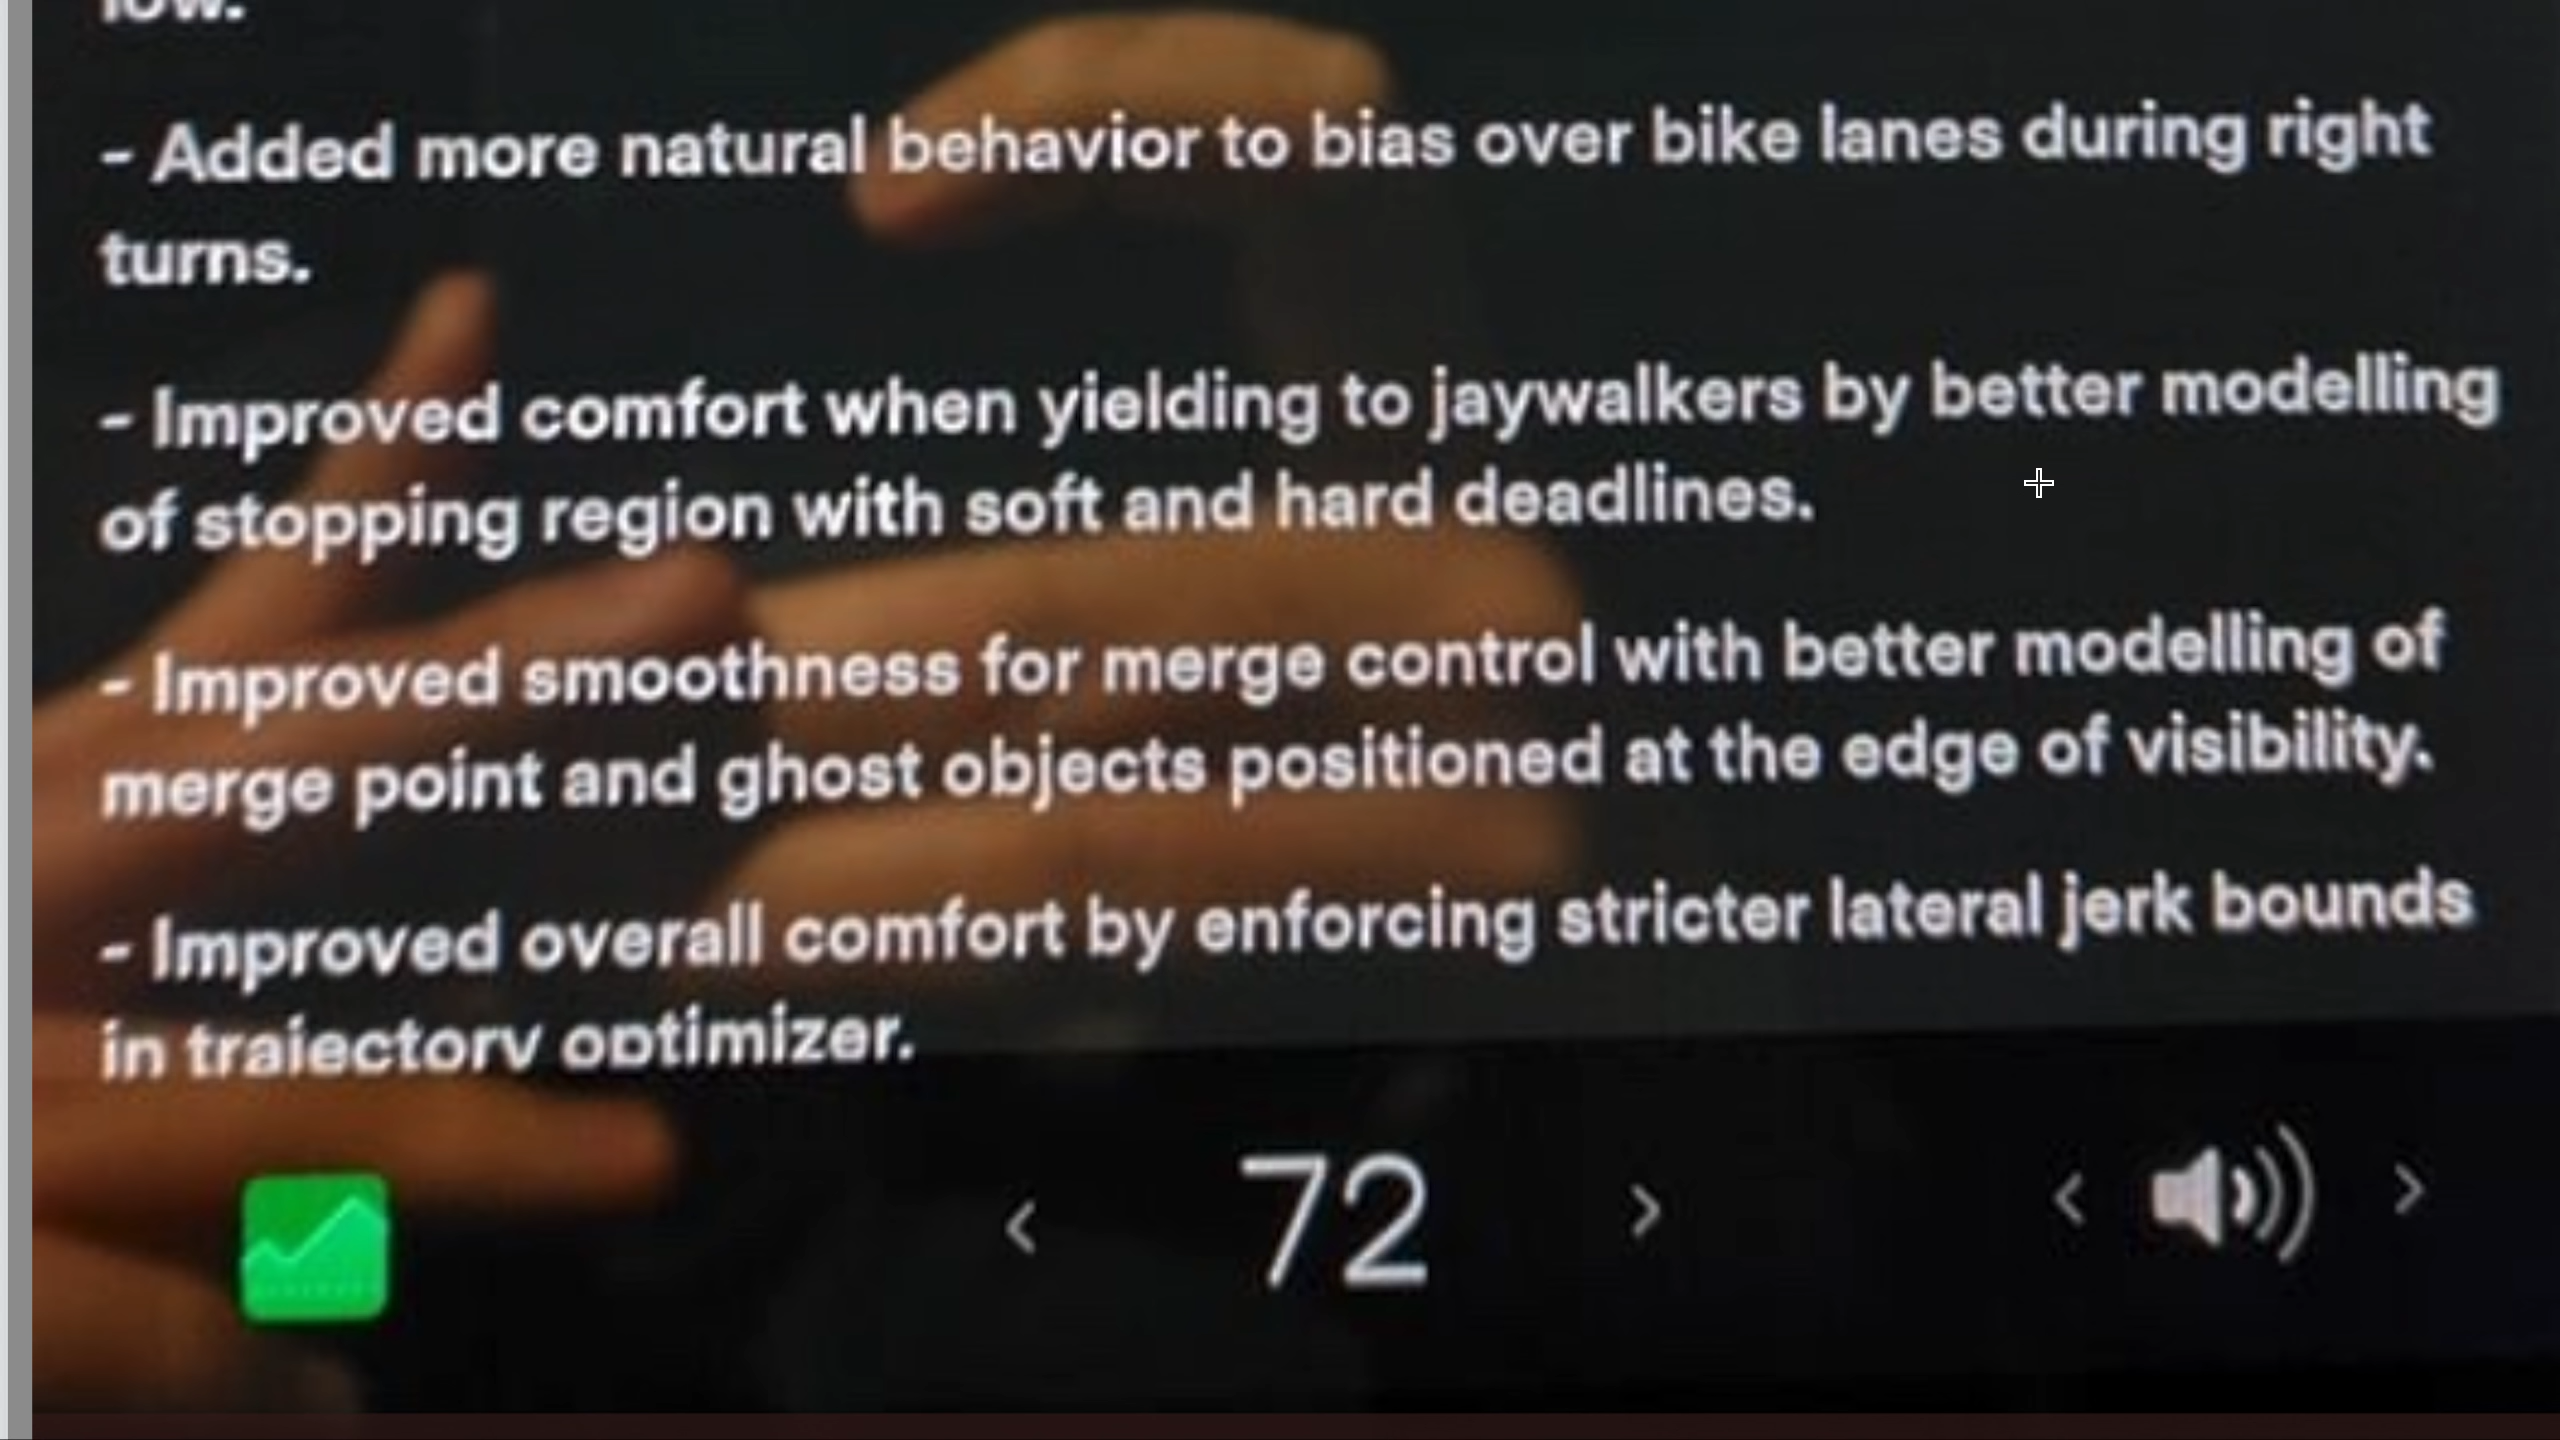 low.
- Added more natural behavior to bias over bike lanes during right
turns.
- Improved comfort when yielding to jaywalkers by better modelling
of stopping region with soft and hard deadlines.
- Improved smoothness for merge control with better modelling of
merge point and ghost objects positioned at the edge of visibility.
- Improved overall comfort by enforcing stricter lateral jerk bounds
in trajectory optimizer.
72